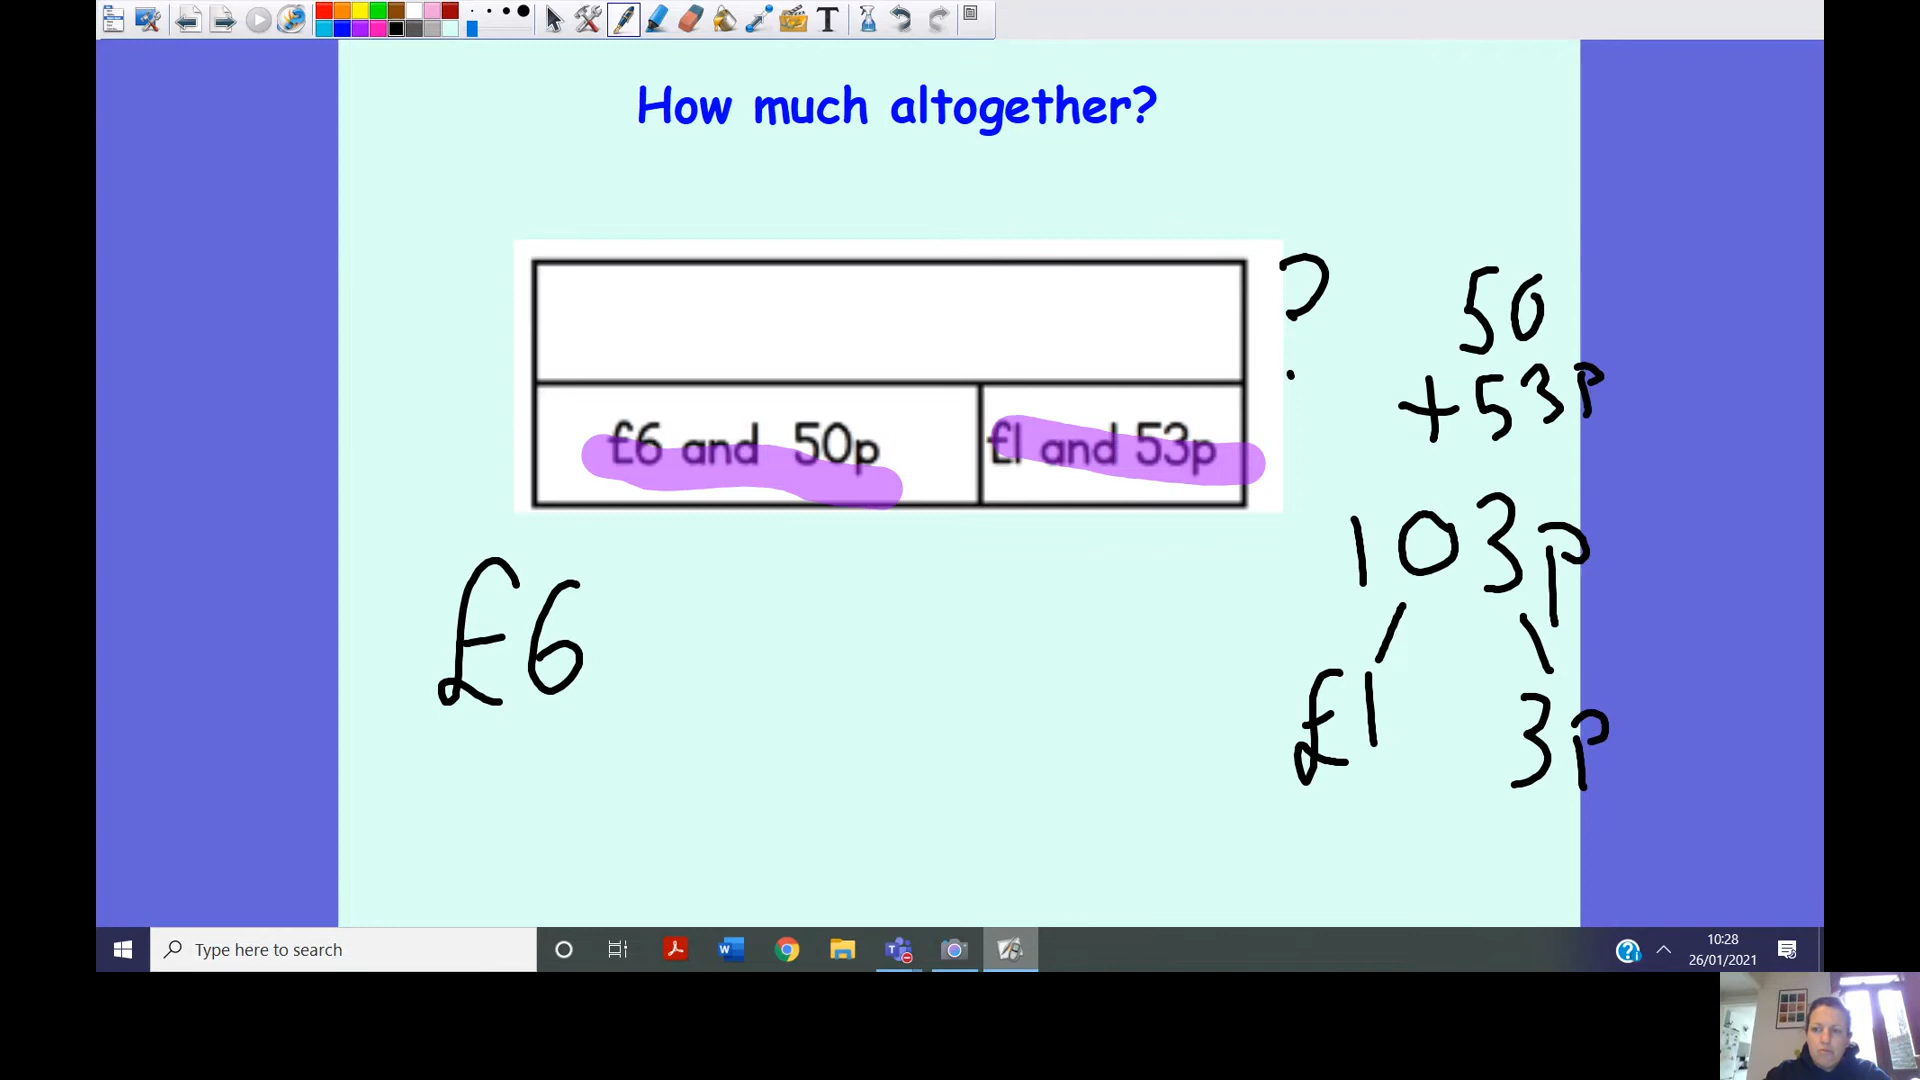 How much altogether?
?
50
+53p
£6 and 50p
£1 and 53p
103p
£6
£1
3p
Type here to search
10:28
26/01/2021